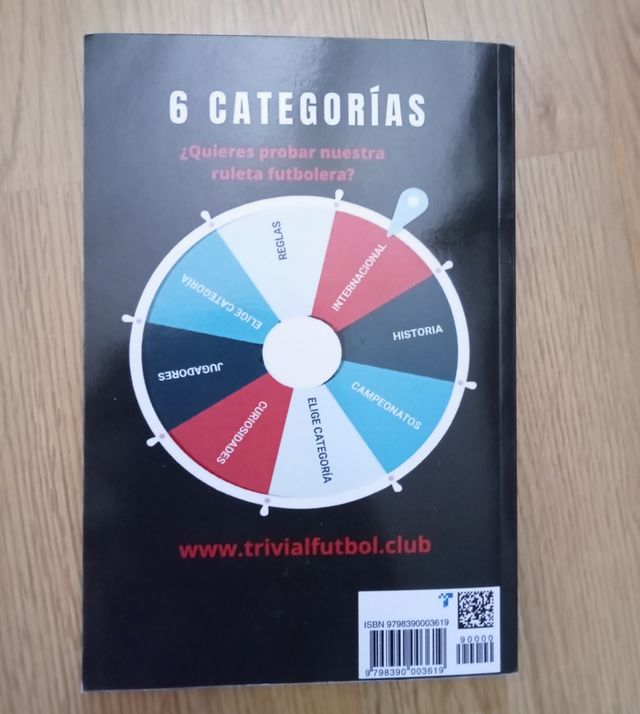 6 CATEGORÍAS
¿Quieres probar nuestra
ruleta futbolera?
REGLAS
INTERNACIONAL
HISTORIA
CAMPEONATOS
ELIGE CATEGORÍA
CURIOSIDADES
JUGADORES
ELIGE CATEGORÍA
www.trivialfutbol.club
ISBN 9798390003619
90000
9 798390 003619